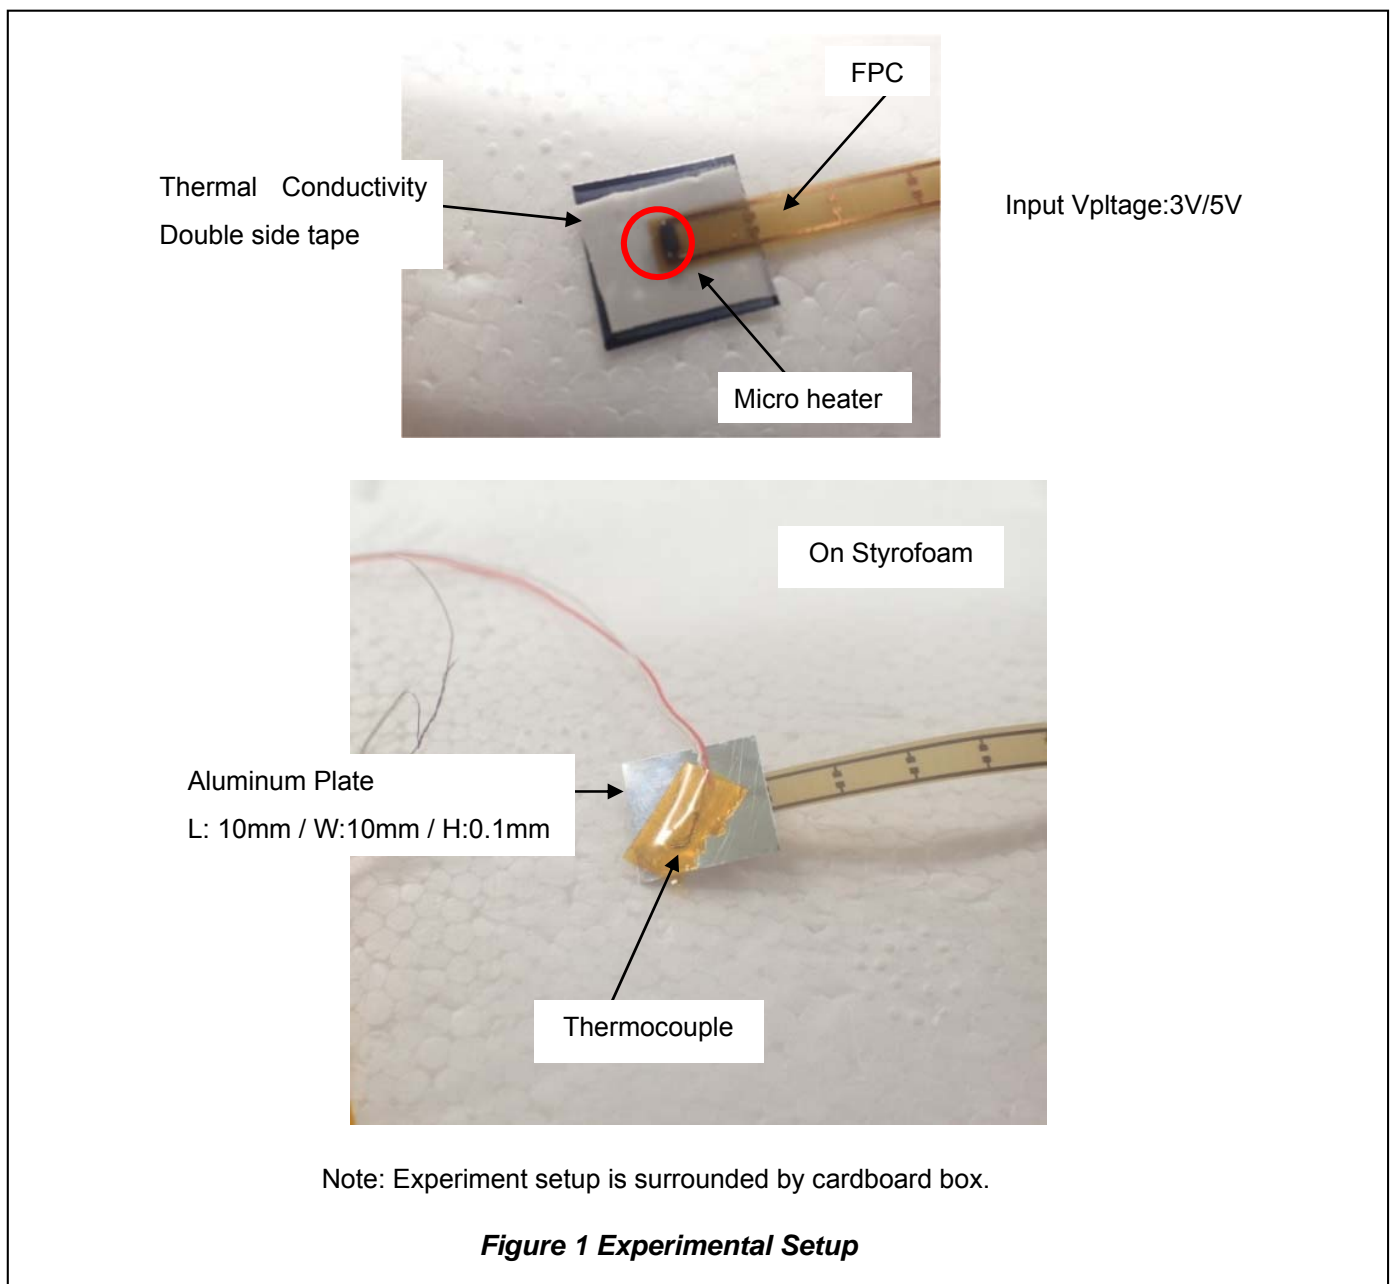 FPC
Thermal Conductivity
Double side tape
Input Vpltage:3V/5V
Micro heater
On Styrofoam
Aluminum Plate
L: 10mm / W:10mm / H:0.1mm
Thermocouple
Note: Experiment setup is surrounded by cardboard box.
Figure 1 Experimental Setup